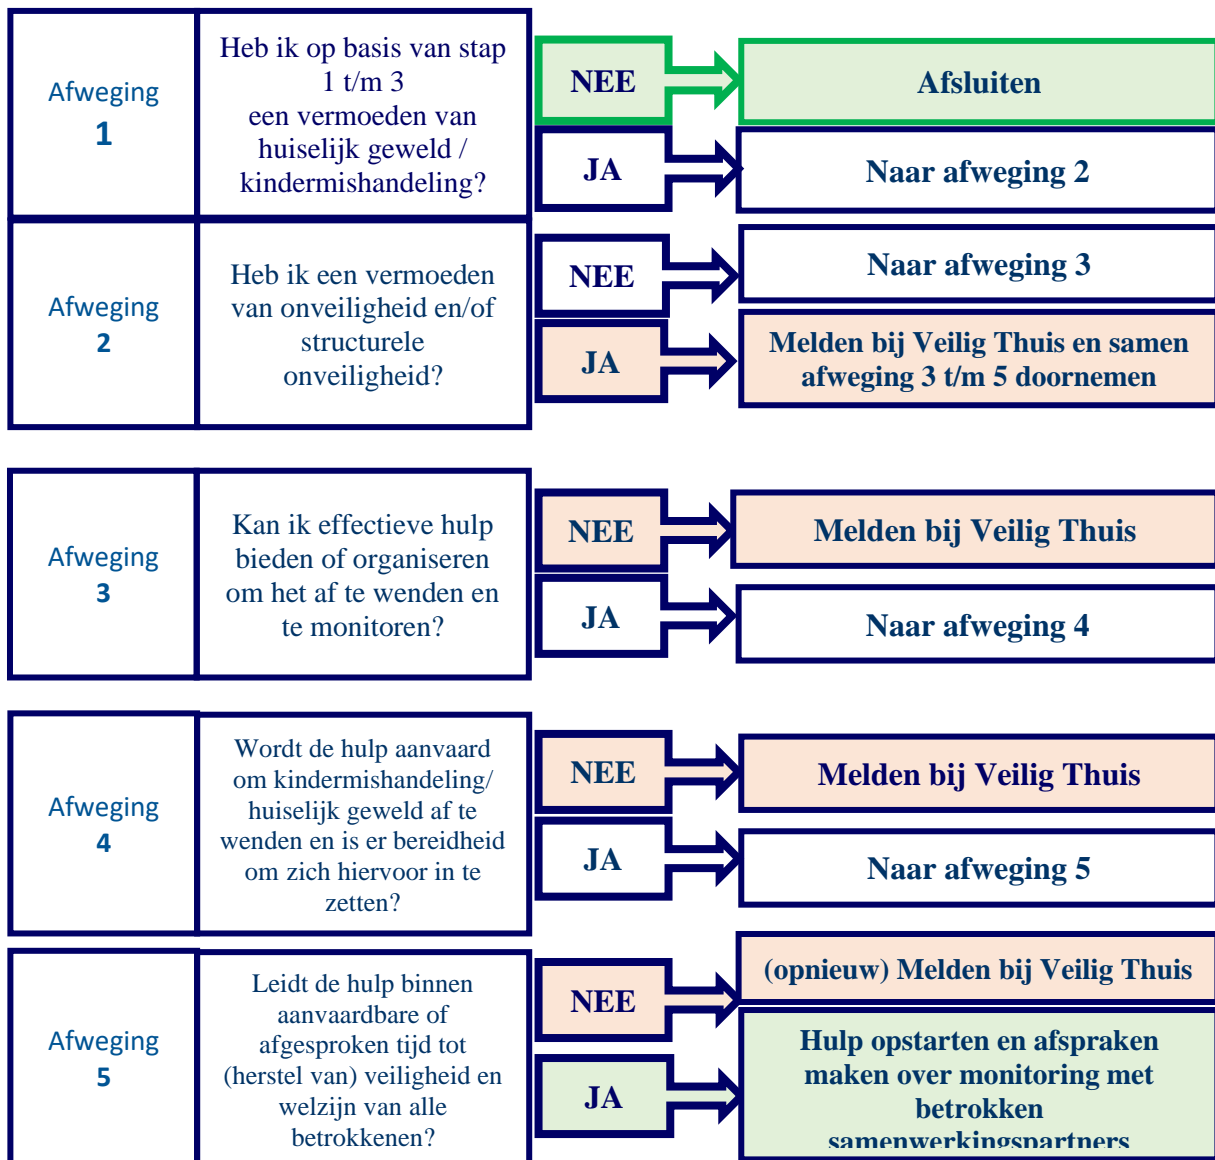 Afweging
1
Heb ik op basis van stap
1 t/m 3
een vermoeden van
huiselijk geweld /
kindermishandeling?
NEE
Afsluiten
JA
Naar afweging 2
Afweging
2
Heb ik een vermoeden
van onveiligheid en/of
structurele
onveiligheid?
NEE
Naar afweging 3
JA
Melden bij Veilig Thuis en samen
afweging 3 t/m 5 doornemen
Afweging
3
Kan ik effectieve hulp
bieden of organiseren
om het af te wenden en
te monitoren?
NEE
Melden bij Veilig Thuis
JA
Naar afweging 4
Afweging
4
Wordt de hulp aanvaard
om kindermishandeling/
huiselijk geweld af te
wenden en is er bereidheid
om zich hiervoor in te
zetten?
NEE
Melden bij Veilig Thuis
JA
Naar afweging 5
Afweging
5
Leidt de hulp binnen
aanvaardbare of
afgesproken tijd tot
(herstel van) veiligheid en
welzijn van alle
betrokkenen?
NEE
(opnieuw) Melden bij Veilig Thuis
JA
Hulp opstarten en afspraken
maken over monitoring met
betrokken
samenwerkingspartners